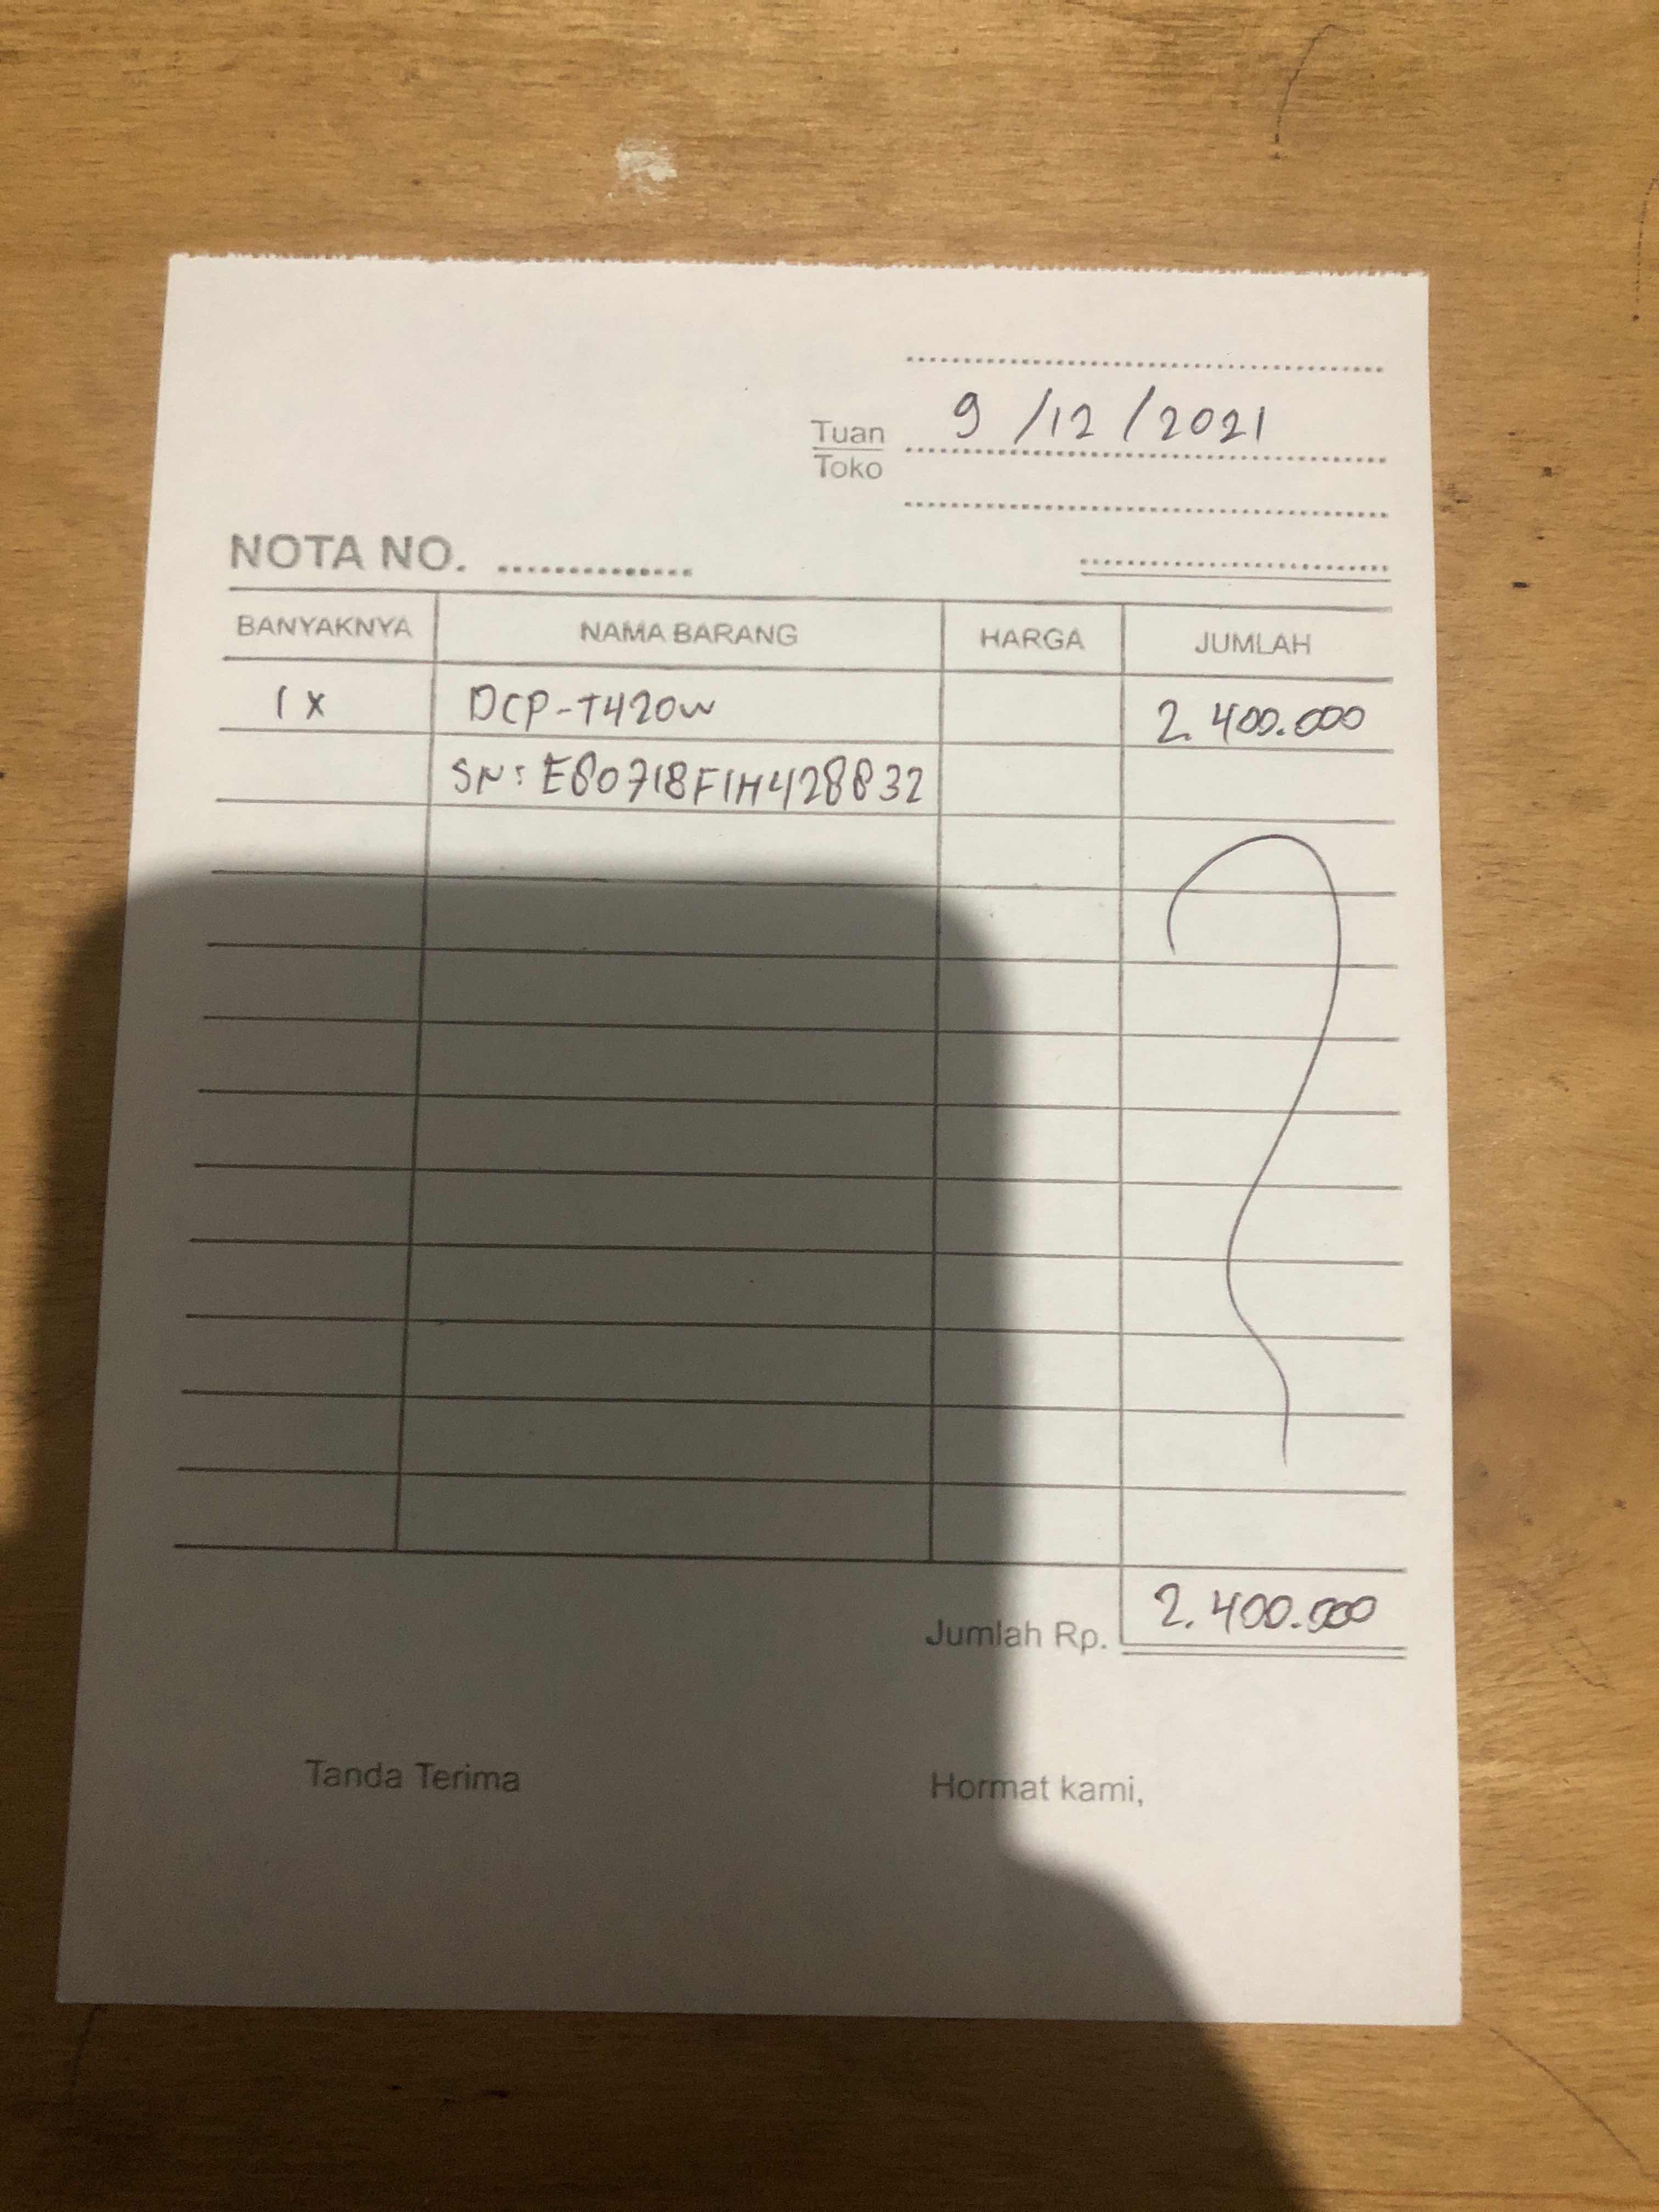 9/12/2021
Tuan
Toko
NOTA NO.
BANYAKNYA NAMA BARANG HARGA JUMLAH
1 x DCP-T420W 2.400.000
SN: E80718F1H428832
Jumlah Rp. 2.400.000
Tanda Terima Hormat kami,